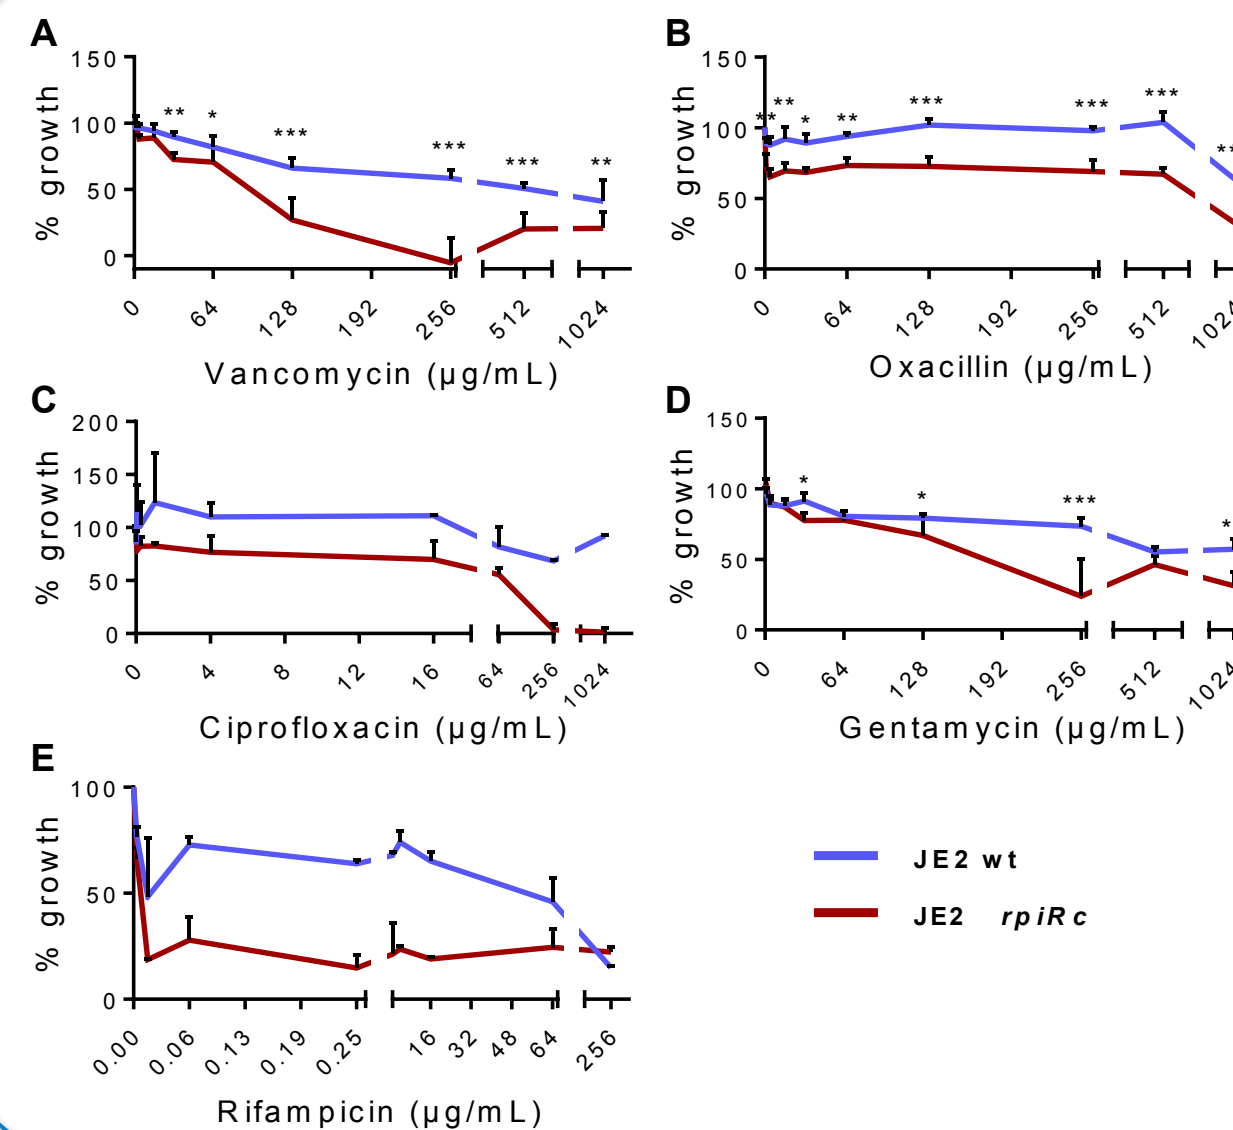 A
150
100
50
0
% growth
** * *** *** *** **
0 64 128 192 256 512 1024
Vancomycin (µg/mL)
B
150
100
50
0
% growth
** ** * ** *** *** *** **
0 64 128 192 256 512 1024
Oxacillin (µg/mL)
C
200
150
100
50
0
% growth
0 4 8 12 16 64 256 1024
Ciprofloxacin (µg/mL)
D
150
100
50
0
% growth
* * *** *
0 64 128 192 256 512 1024
Gentamycin (µg/mL)
E
100
50
0
% growth
0.00 0.06 0.13 0.19 0.25 16 32 48 64 256
Rifampicin (µg/mL)
JE2 wt
JE2 rpiRc